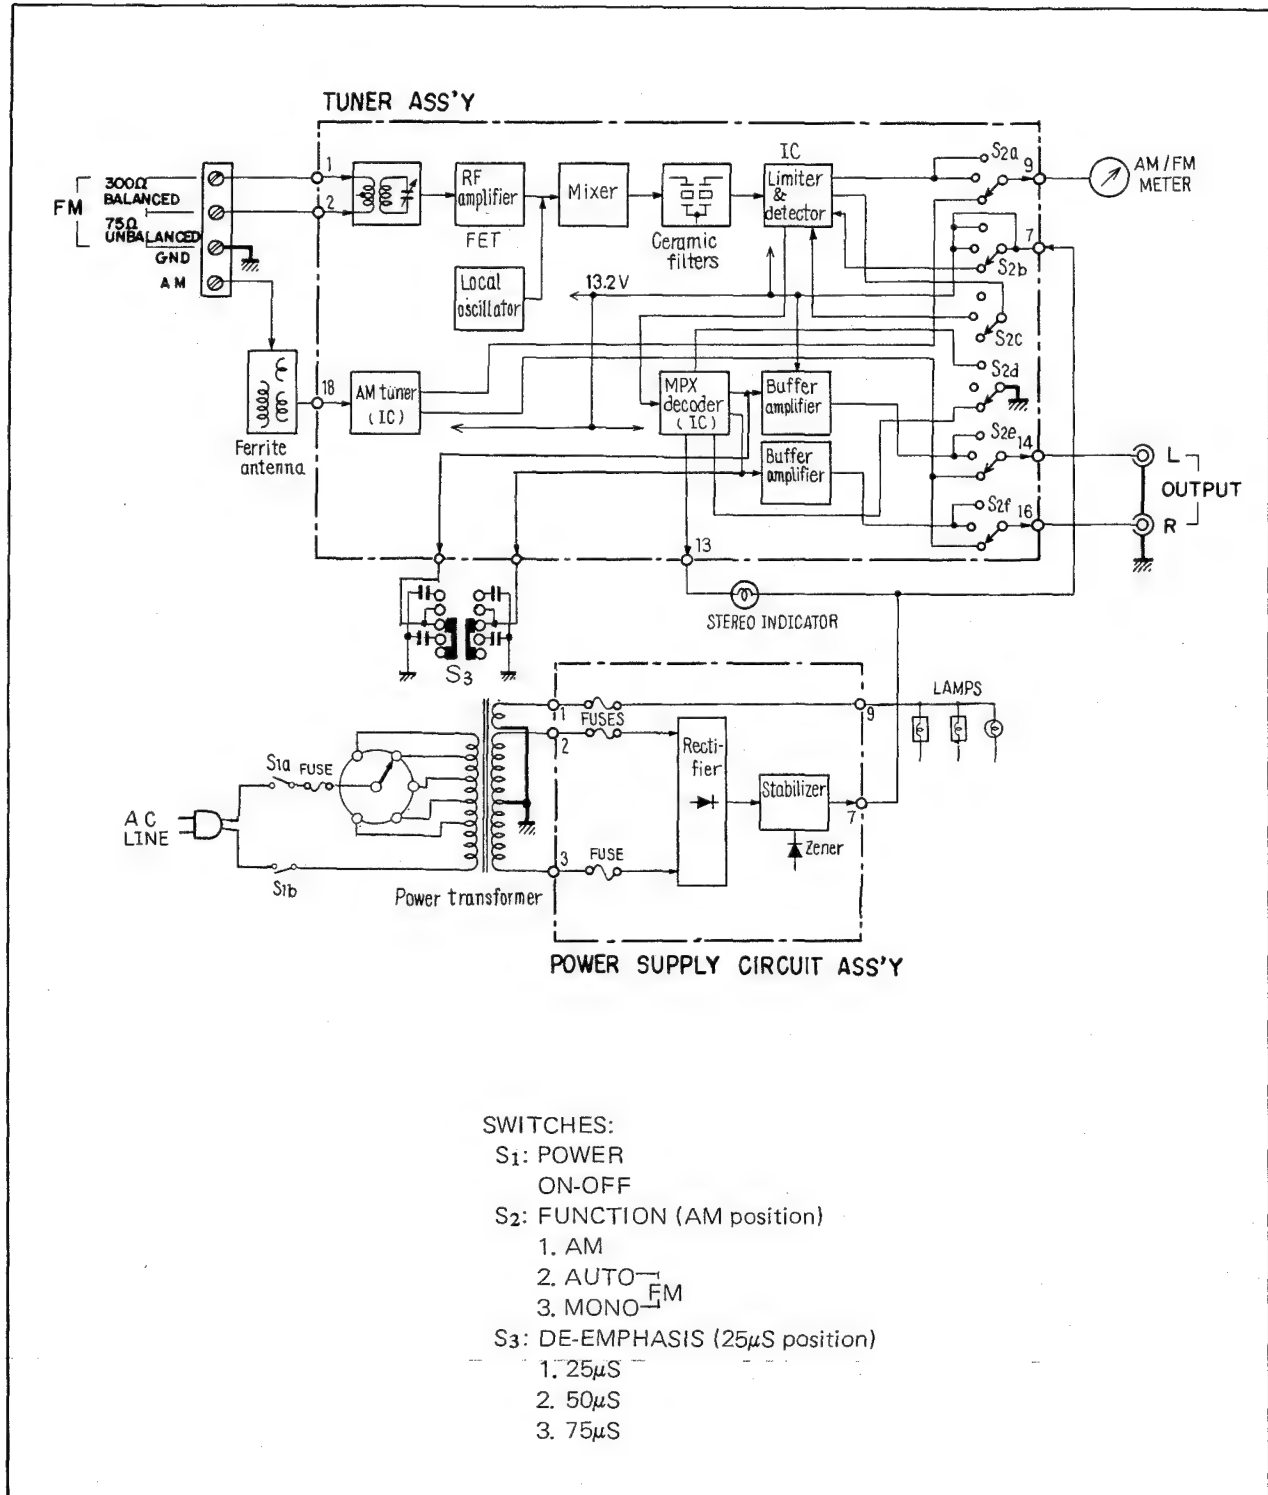 TUNER ASS'Y
FM
300Ω
BALANCED
75Ω
UNBALANCED
GND
AM
1
2
RF
amplifier
FET
Mixer
Ceramic
filters
IC
Limiter
&
detector
S2a
9
AM/FM
METER
7
S2b
Local
oscillator
13.2V
S2c
S2d
18
AM tuner
(IC)
MPX
decoder
(IC)
Buffer
amplifier
Ferrite
antenna
S2e
14
L
OUTPUT
Buffer
amplifier
S2f
16
R
13
STEREO INDICATOR
S3
1
FUSES
2
9
LAMPS
Recti-
fier
S1a
FUSE
Stabilizer
7
AC
LINE
Zener
3
FUSE
S1b
Power transformer
POWER SUPPLY CIRCUIT ASS'Y
SWITCHES:
S1: POWER
ON-OFF
S2: FUNCTION (AM position)
1. AM
2. AUTO
FM
3. MONO
S3: DE-EMPHASIS (25μS position)
1. 25μS
2. 50μS
3. 75μS